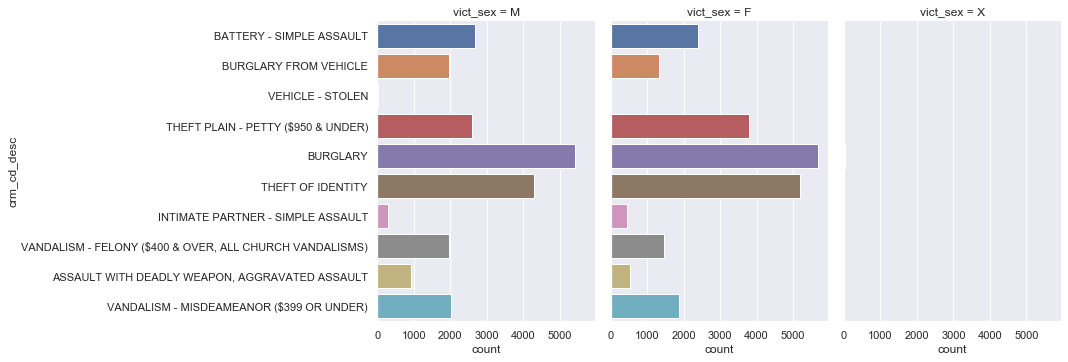 vict_sex = M
vict_sex = F
vict_sex = X
crm_cd_desc
BATTERY - SIMPLE ASSAULT
BURGLARY FROM VEHICLE
VEHICLE - STOLEN
THEFT PLAIN - PETTY ($950 & UNDER)
BURGLARY
THEFT OF IDENTITY
INTIMATE PARTNER - SIMPLE ASSAULT
VANDALISM - FELONY ($400 & OVER, ALL CHURCH VANDALISMS)
ASSAULT WITH DEADLY WEAPON, AGGRAVATED ASSAULT
VANDALISM - MISDEAMEANOR ($399 OR UNDER)
0 1000 2000 3000 4000 5000
0 1000 2000 3000 4000 5000
0 1000 2000 3000 4000 5000
count
count
count